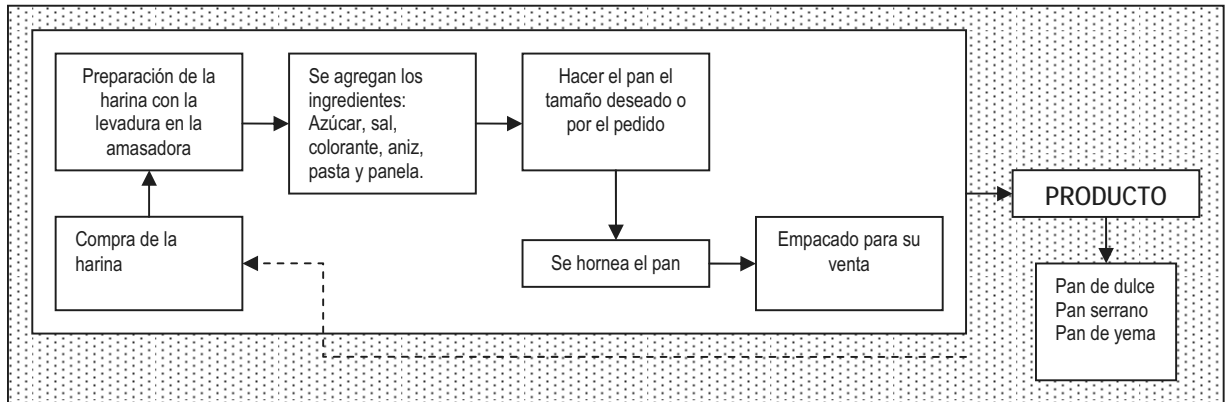 Preparación de la
harina con la
levadura en la
amasadora
Se agregan los
ingredientes:
Azúcar, sal,
colorante, aniz,
pasta y panela.
Hacer el pan el
tamaño deseado o
por el pedido
Compra de la
harina
Se hornea el pan
Empacado para su
venta
PRODUCTO
Pan de dulce
Pan serrano
Pan de yema